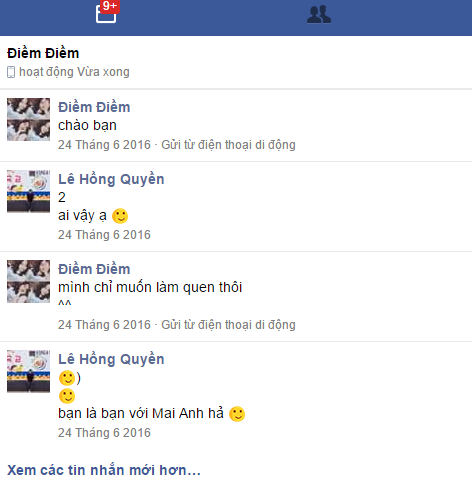 9+
Điềm Điềm
hoạt động Vừa xong
Điềm Điềm
chào bạn
24 Tháng 6 2016 · Gửi từ điện thoại di động
Lê Hồng Quyền
2
ai vậy ạ 🙂
24 Tháng 6 2016
Điềm Điềm
mình chỉ muốn làm quen thôi
^^
24 Tháng 6 2016 · Gửi từ điện thoại di động
Lê Hồng Quyền
🙂)
🙂
bạn là bạn với Mai Anh hả 🙂
24 Tháng 6 2016
Xem các tin nhắn mới hơn…